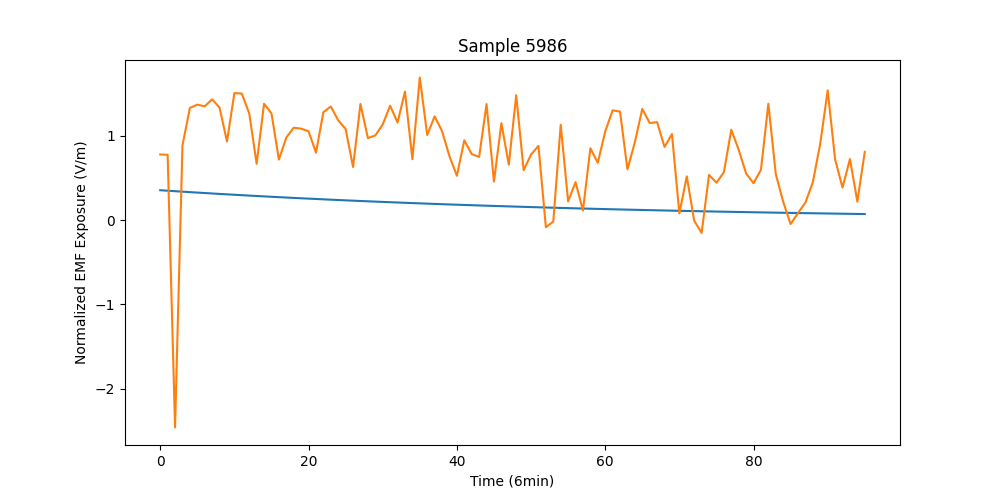 Sample 5986
Normalized EMF Exposure (V/m)
1
0
−1
−2
0 20 40 60 80
Time (6min)